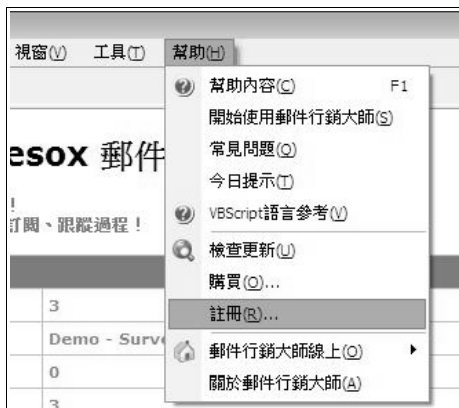 視窗(V) 工具(T) 幫助(H)
幫助內容(C) F1
開始使用郵件行銷大師(S)
常見問題(Q)
今日提示(T)
VBScript語言參考(V)
檢查更新(U)
購買(O)...
註冊(R)...
郵件行銷大師線上(O)
關於郵件行銷大師(A)
esox 郵件
!
訂閱、跟蹤過程!
3
Demo - Surve
0
3